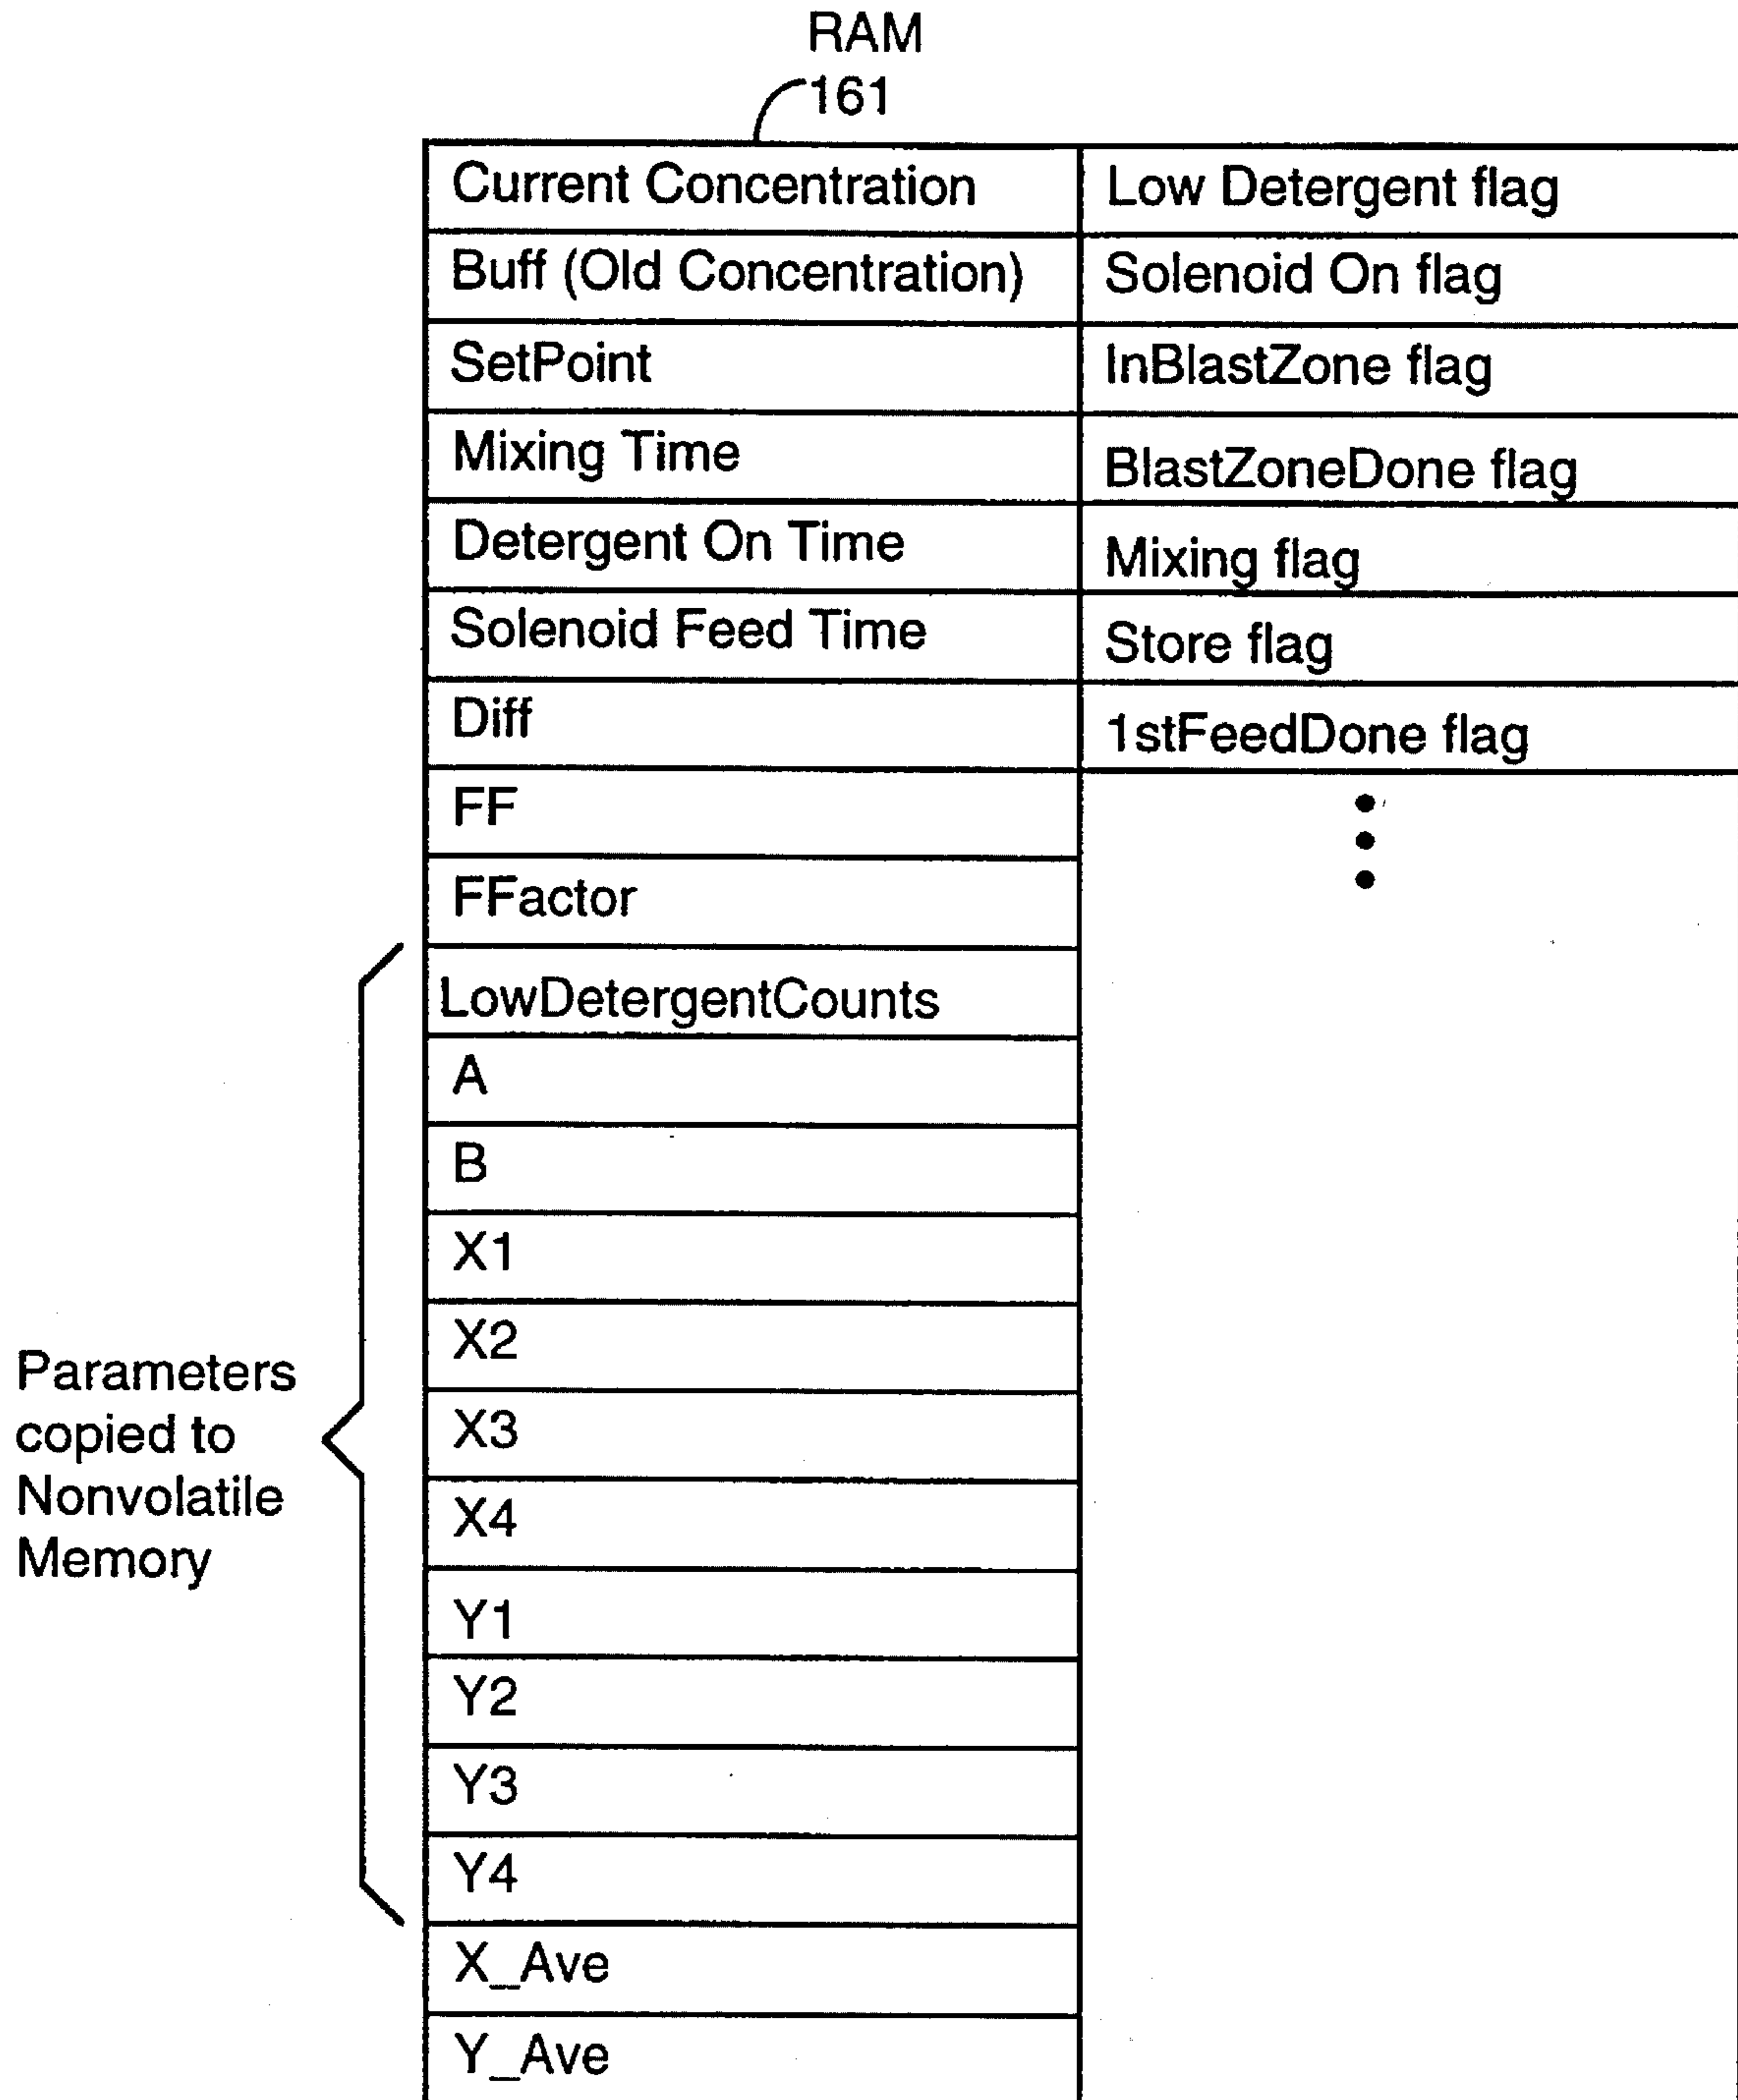 RAM
161
Current Concentration
Low Detergent flag
Buff (Old Concentration)
Solenoid On flag
SetPoint
InBlastZone flag
Mixing Time
BlastZoneDone flag
Detergent On Time
Mixing flag
Solenoid Feed Time
Store flag
Diff
1stFeedDone flag
FF
FFactor
LowDetergentCounts
A
B
X1
X2
X3
X4
Y1
Y2
Y3
Y4
X_Ave
Y_Ave
Parameters
copied to
Nonvolatile
Memory